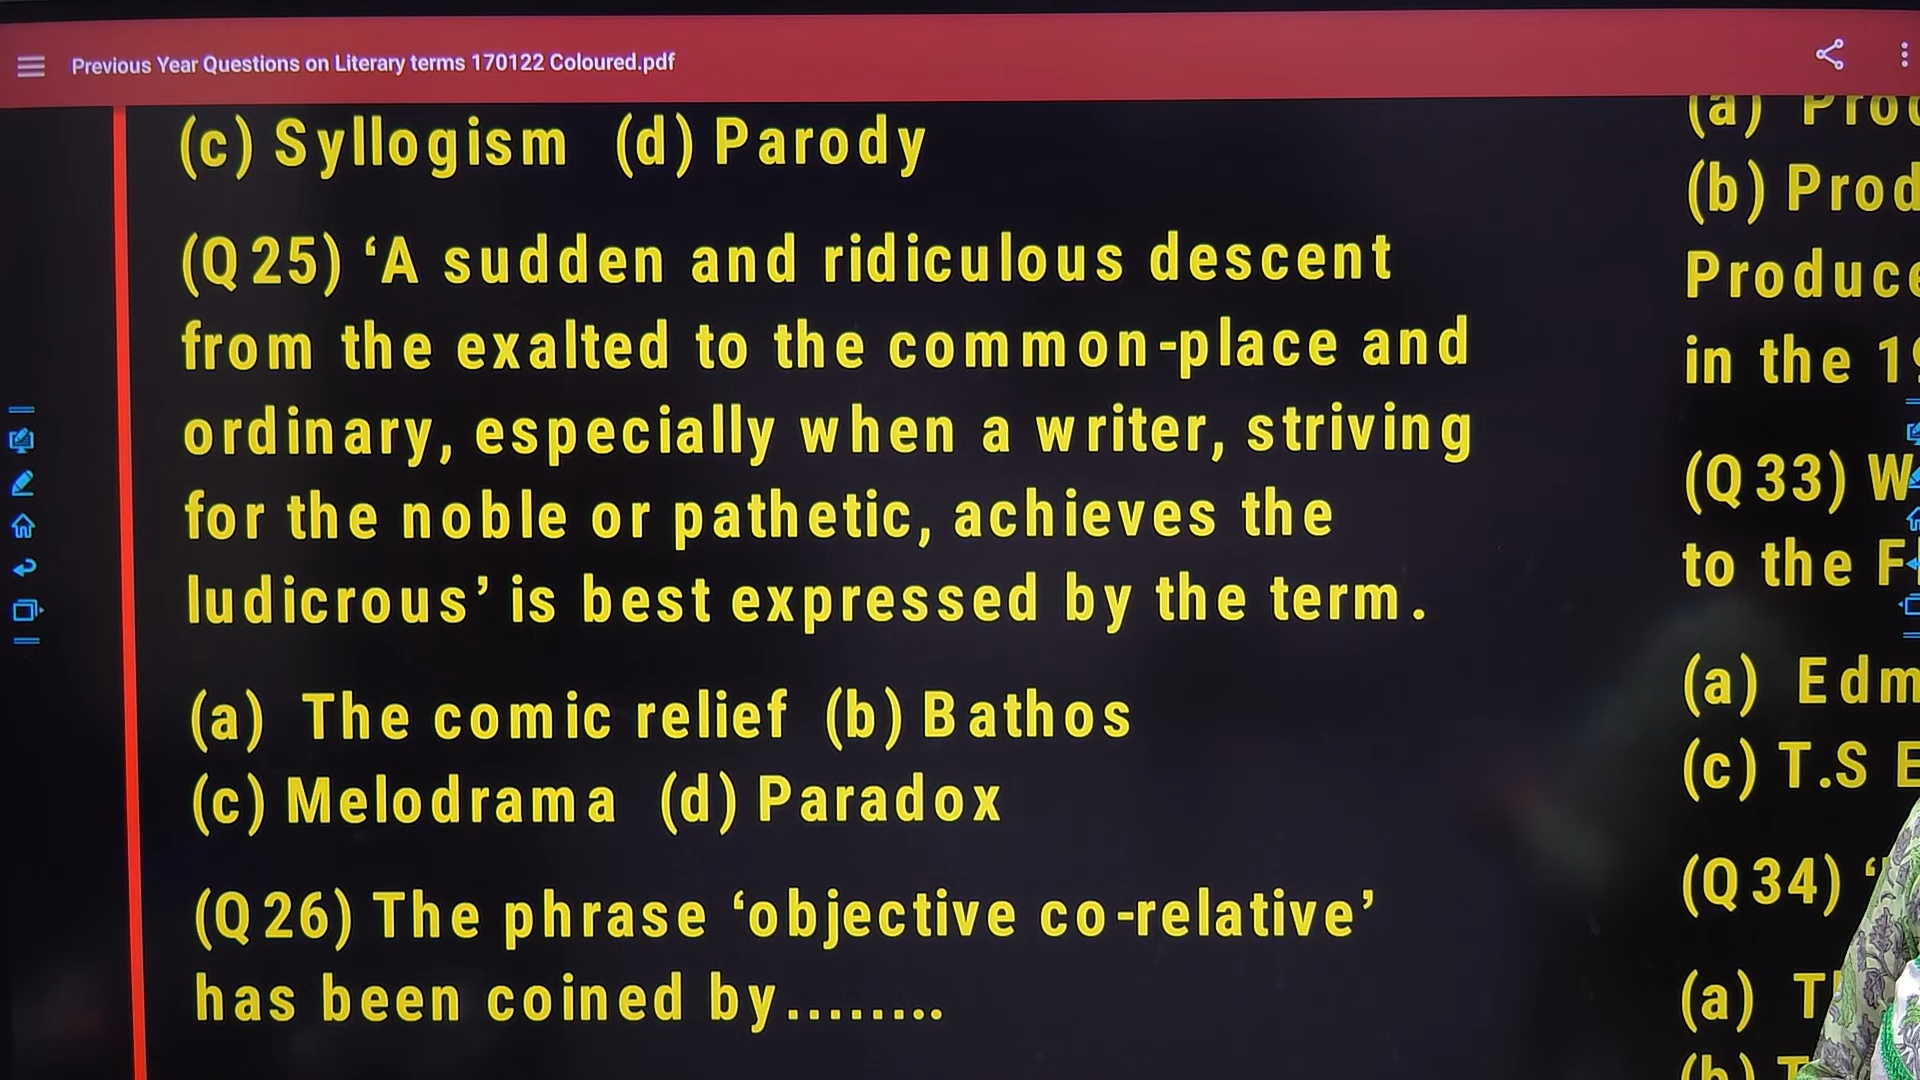 Previous Year Questions on Literary terms 170122 Coloured.pdf
(c) Syllogism (d) Parody
(Q25) ‘A sudden and ridiculous descent
from the exalted to the common-place and
ordinary, especially when a writer, striving
for the noble or pathetic, achieves the
ludicrous’ is best expressed by the term.
(a) The comic relief (b) Bathos
(c) Melodrama (d) Paradox
(Q26) The phrase ‘objective co-relative’
has been coined by........
(a)
(b)
in the
(Q33)
to the
(a)
(c) T.S
(Q34)
(a)